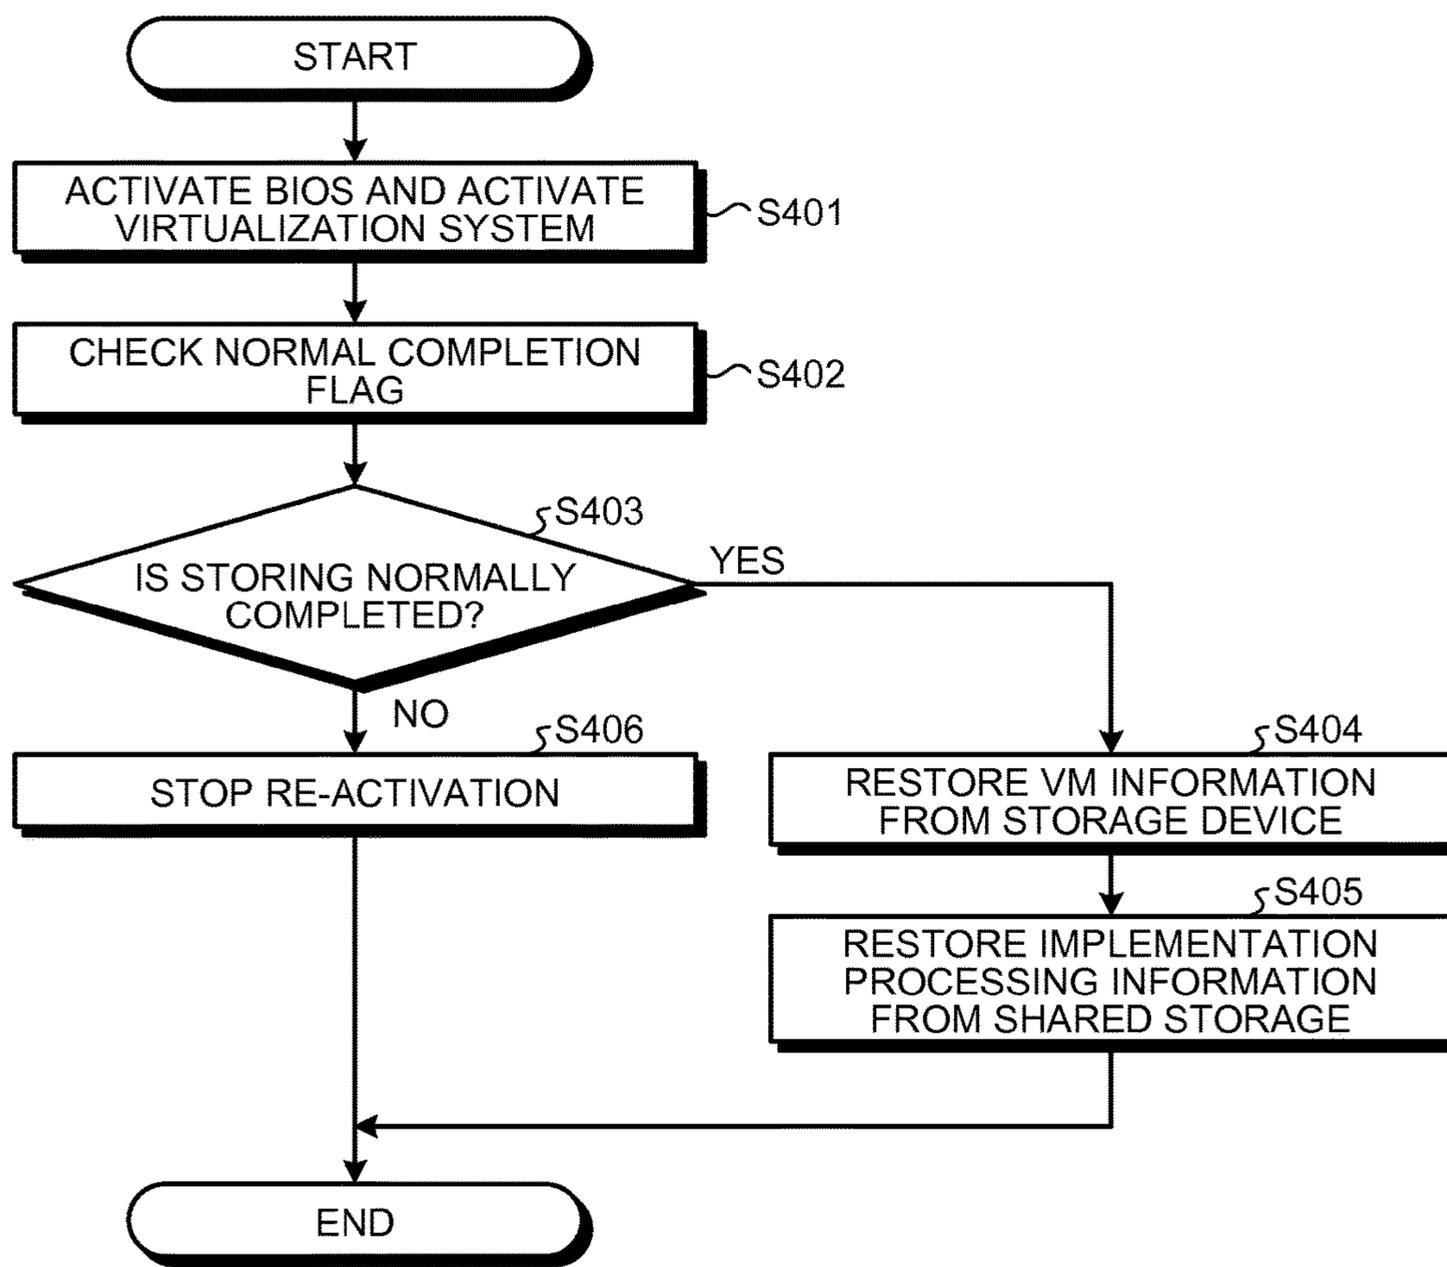 START
ACTIVATE BIOS AND ACTIVATE
VIRTUALIZATION SYSTEM
S401
CHECK NORMAL COMPLETION
FLAG
S402
S403
IS STORING NORMALLY
COMPLETED?
YES
NO
S406
STOP RE-ACTIVATION
S404
RESTORE VM INFORMATION
FROM STORAGE DEVICE
S405
RESTORE IMPLEMENTATION
PROCESSING INFORMATION
FROM SHARED STORAGE
END